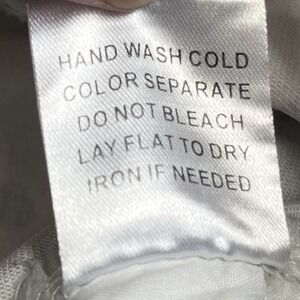 HAND WASH COLD
COLOR SEPARATE
DO NOT BLEACH
LAY FLAT TO DRY
IRON IF NEEDED